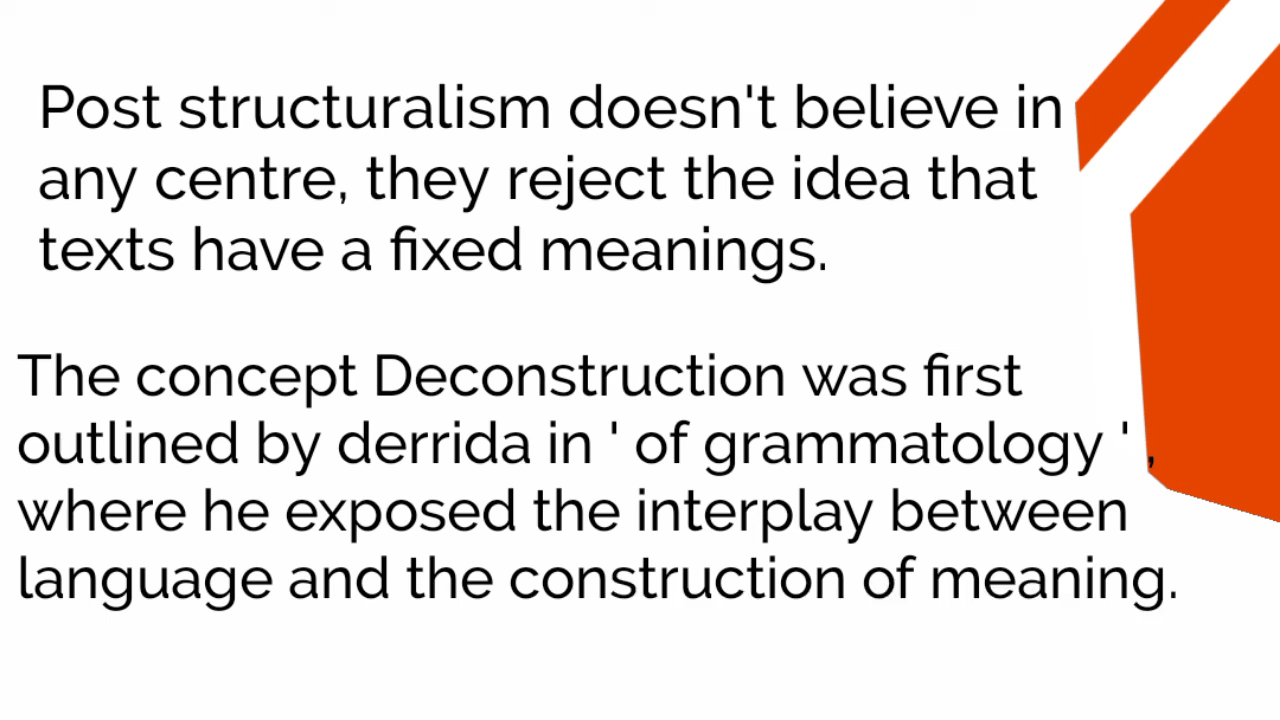 Post structuralism doesn't believe in
any centre, they reject the idea that
texts have a fixed meanings.
The concept Deconstruction was first
outlined by derrida in ' of grammatology ' ,
where he exposed the interplay between
language and the construction of meaning.